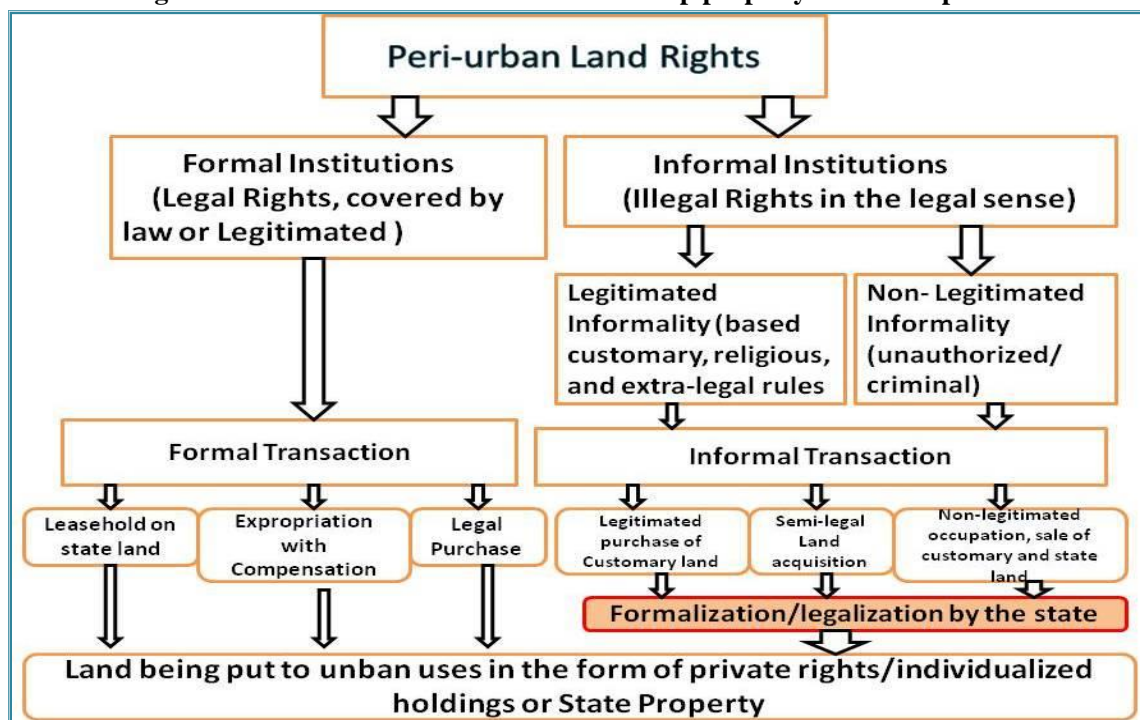 Peri-urban Land Rights
Formal Institutions
(Legal Rights, covered by
law or Legitimated )
Informal Institutions
(Illegal Rights in the legal sense)
Legitimated
Informality (based
customary, religious,
and extra-legal rules
Non- Legitimated
Informality
(unauthorized/
criminal)
Formal Transaction
Informal Transaction
Leasehold on
state land
Expropriation
with
Compensation
Legal
Purchase
Legitimated
purchase of
Customary land
Semi-legal
Land
acquisition
Non-legitimated
occupation, sale of
customary and state
land
Formalization/legalization by the state
Land being put to unban uses in the form of private rights/individualized
holdings or State Property